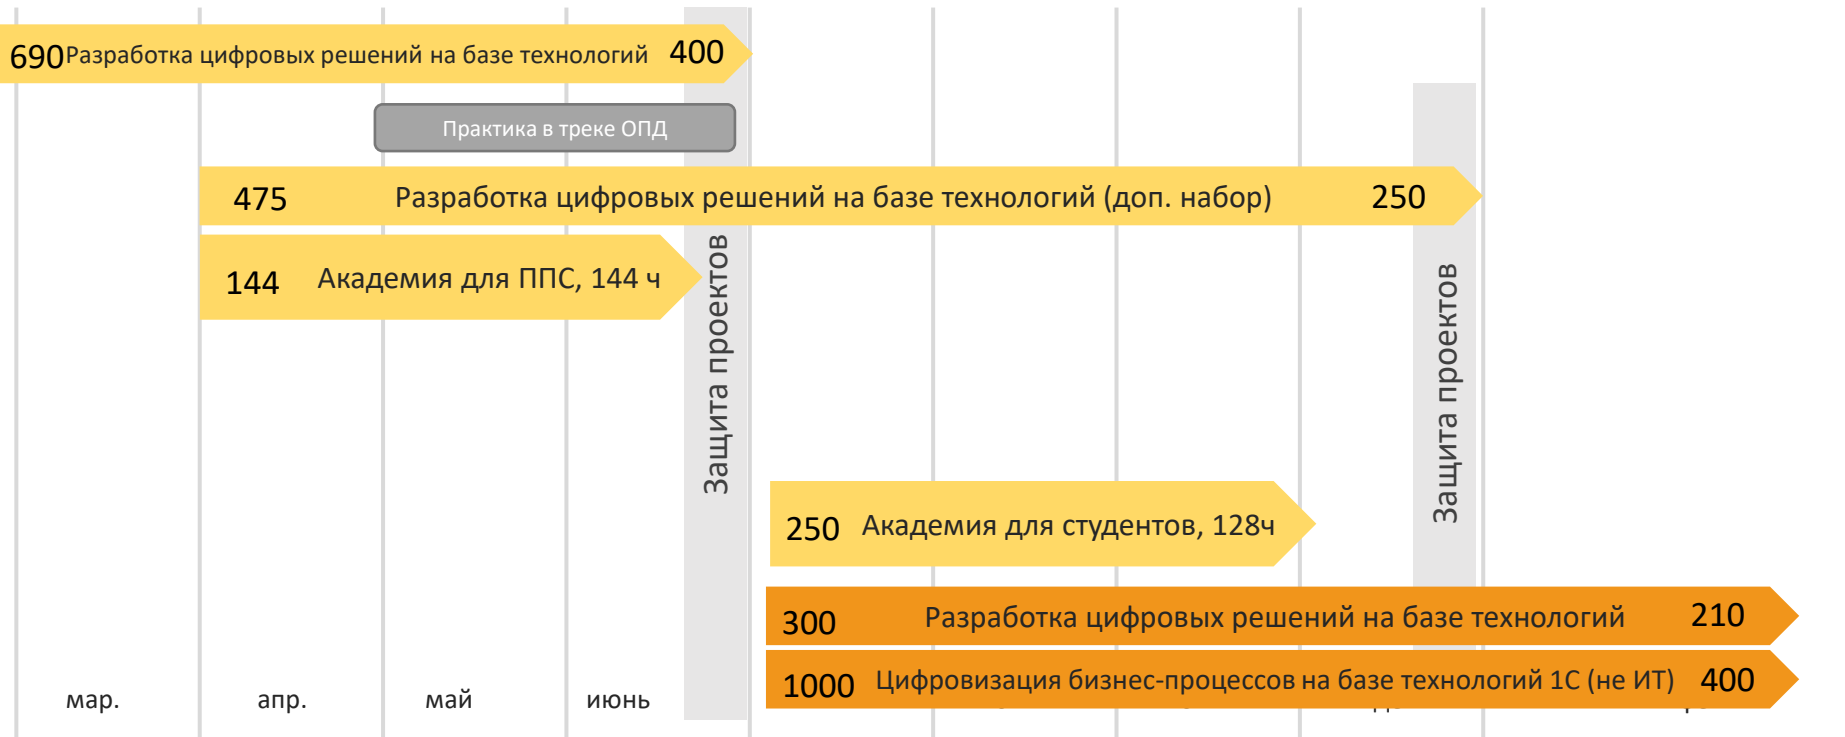 690 Разработка цифровых решений на базе технологий 400
Практика в треке ОПД
475 Разработка цифровых решений на базе технологий (доп. набор) 250
144 Академия для ППС, 144 ч
Защита проектов
Защита проектов
250 Академия для студентов, 128ч
300 Разработка цифровых решений на базе технологий 210
1000 Цифровизация бизнес-процессов на базе технологий 1С (не ИТ) 400
мар. апр. май июнь